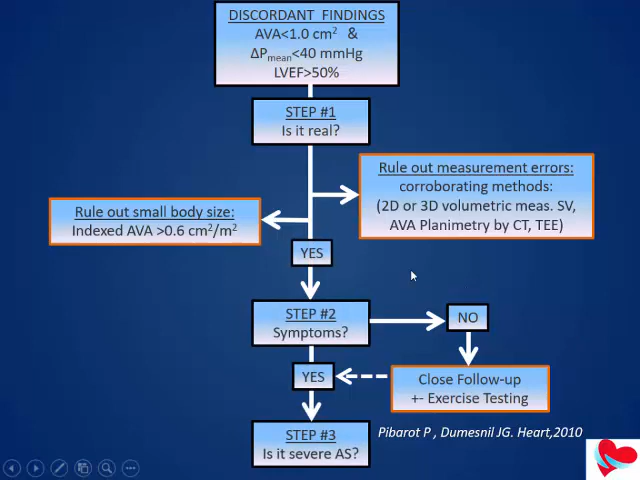 DISCORDANT FINDINGS
AVA<1.0 cm² &
ΔPmean<40 mmHg
LVEF>50%
STEP #1
Is it real?
Rule out measurement errors:
corroborating methods:
(2D or 3D volumetric meas. SV,
AVA Planimetry by CT, TEE)
Rule out small body size:
Indexed AVA >0.6 cm²/m²
YES
STEP #2
Symptoms?
NO
YES
Close Follow-up
+- Exercise Testing
STEP #3
Is it severe AS?
Pibarot P , Dumesnil JG. Heart,2010